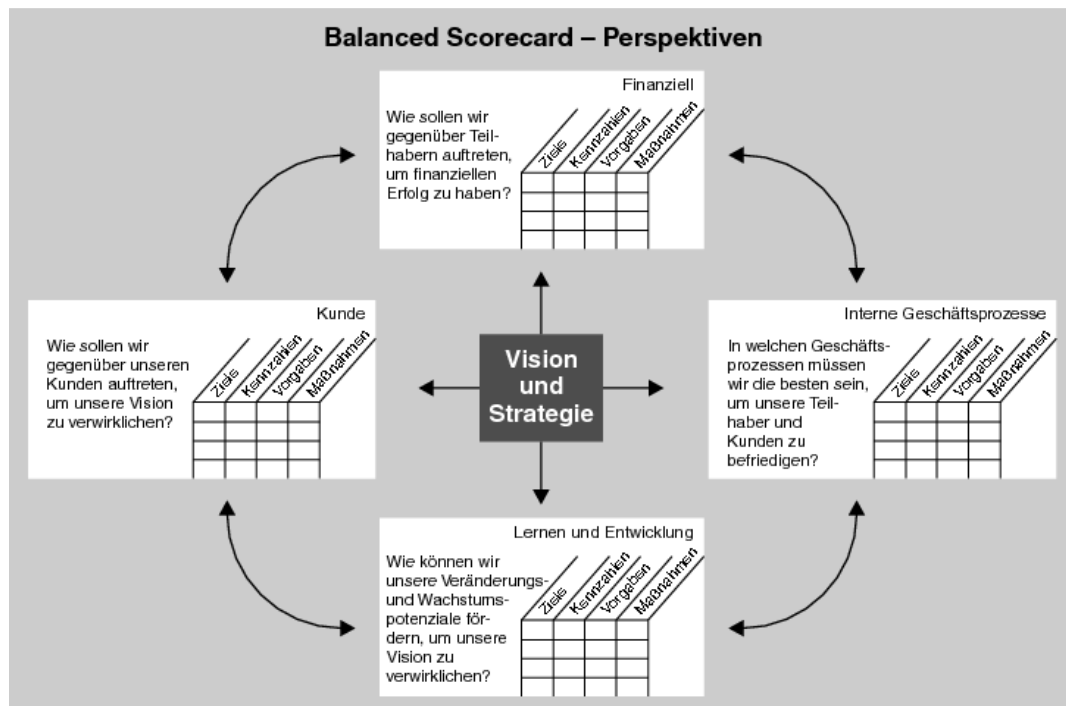 Balanced Scorecard – Perspektiven
Finanziell
Wie sollen wir
gegenüber Teil-
habern auftreten,
um finanziellen
Erfolg zu haben?
Ziele
Kennzahlen
Vorgaben
Maßnahmen
Kunde
Wie sollen wir
gegenüber unseren
Kunden auftreten,
um unsere Vision
zu verwirklichen?
Ziele
Kennzahlen
Vorgaben
Maßnahmen
Vision
und
Strategie
Interne Geschäftsprozesse
In welchen Geschäfts-
prozessen müssen
wir die besten sein,
um unsere Teil-
haber und
Kunden zu
befriedigen?
Ziele
Kennzahlen
Vorgaben
Maßnahmen
Lernen und Entwicklung
Wie können wir
unsere Veränderungs-
und Wachstums-
potenziale för-
dern, um unsere
Vision zu
verwirklichen?
Ziele
Kennzahlen
Vorgaben
Maßnahmen